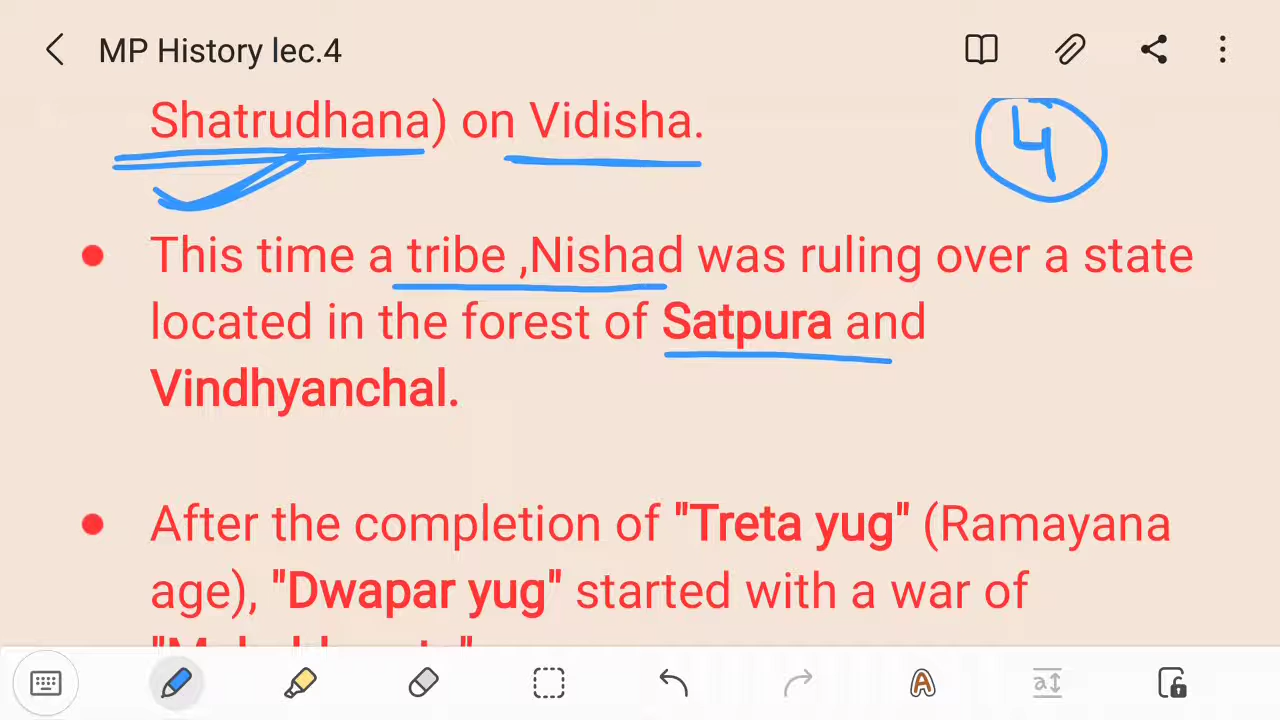 MP History lec.4
Shatrudhana) on Vidisha.
4
This time a tribe ,Nishad was ruling over a state
located in the forest of Satpura and
Vindhyanchal.
After the completion of "Treta yug" (Ramayana
age), "Dwapar yug" started with a war of